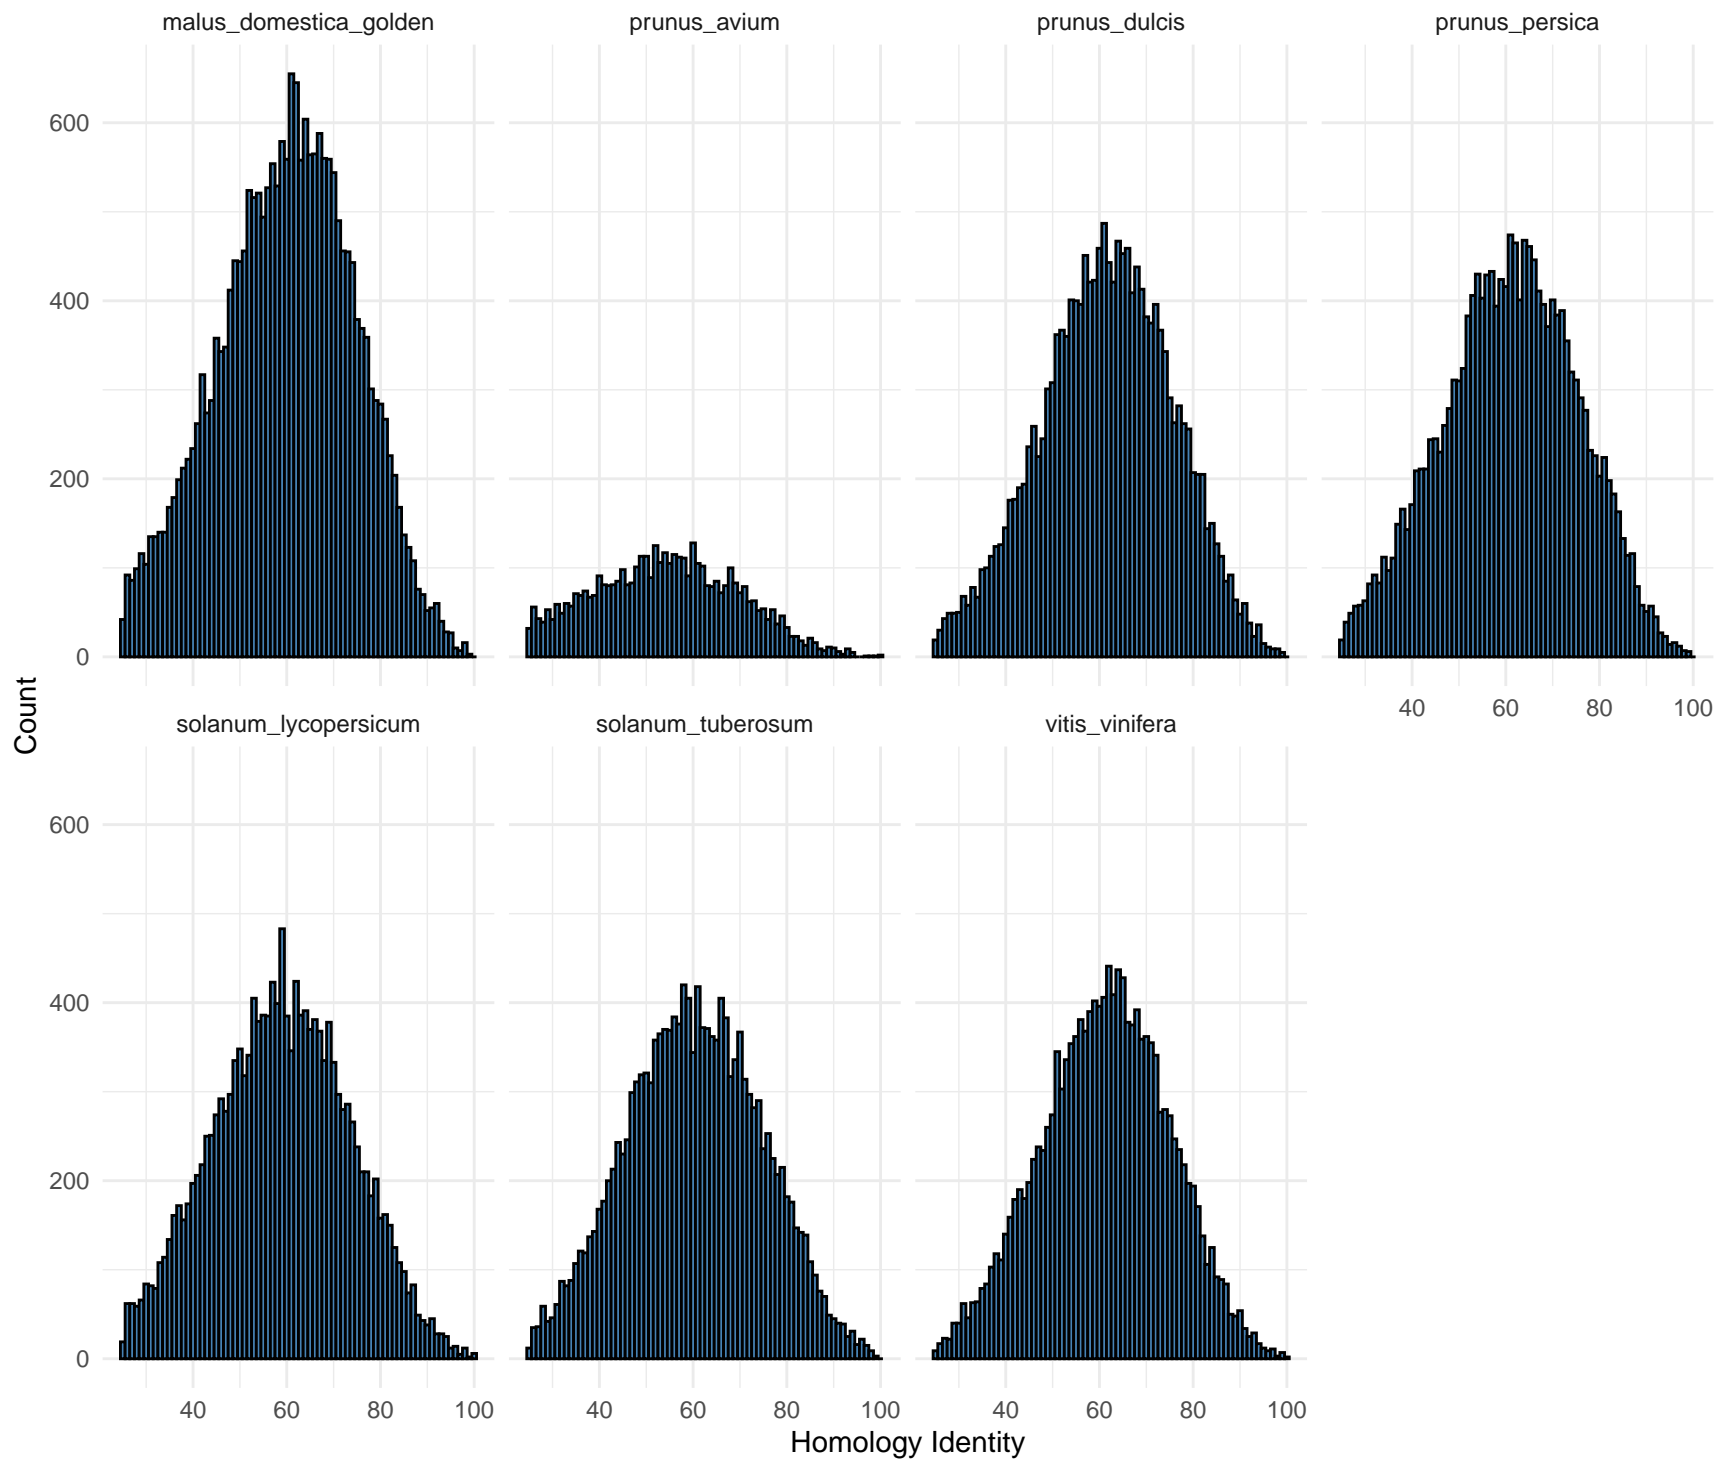 malus_domestica_golden
prunus_avium
prunus_dulcis
prunus_persica
600
400
200
0
40 60 80 100
Count
solanum_lycopersicum
solanum_tuberosum
vitis_vinifera
600
400
200
0
40 60 80 100
40 60 80 100
40 60 80 100
Homology Identity